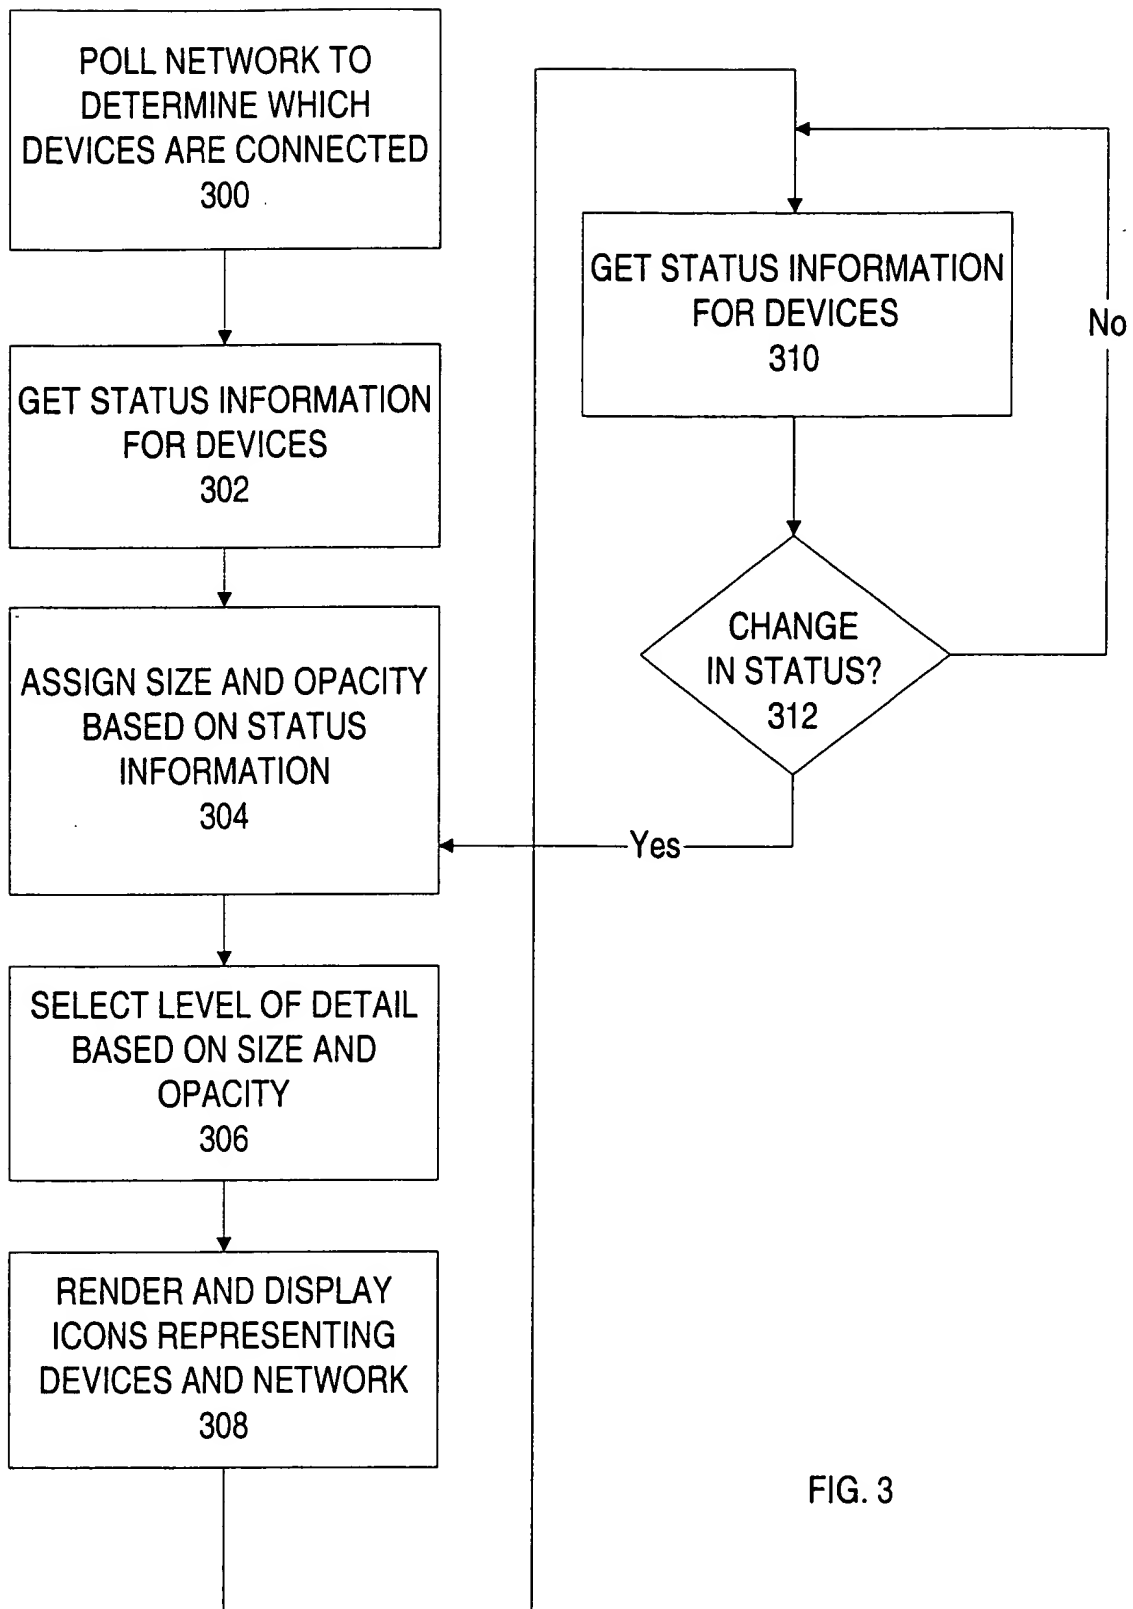 POLL NETWORK TO
DETERMINE WHICH
DEVICES ARE CONNECTED
300
GET STATUS INFORMATION
FOR DEVICES
302
ASSIGN SIZE AND OPACITY
BASED ON STATUS
INFORMATION
304
SELECT LEVEL OF DETAIL
BASED ON SIZE AND
OPACITY
306
RENDER AND DISPLAY
ICONS REPRESENTING
DEVICES AND NETWORK
308
GET STATUS INFORMATION
FOR DEVICES
310
No
CHANGE
IN STATUS?
312
Yes
FIG. 3